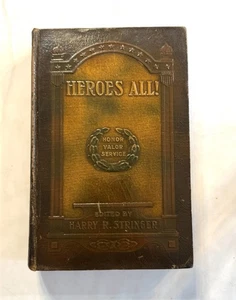 HEROES ALL!
HONOR
VALOR
SERVICE
EDITED BY
HARRY R. STRINGER